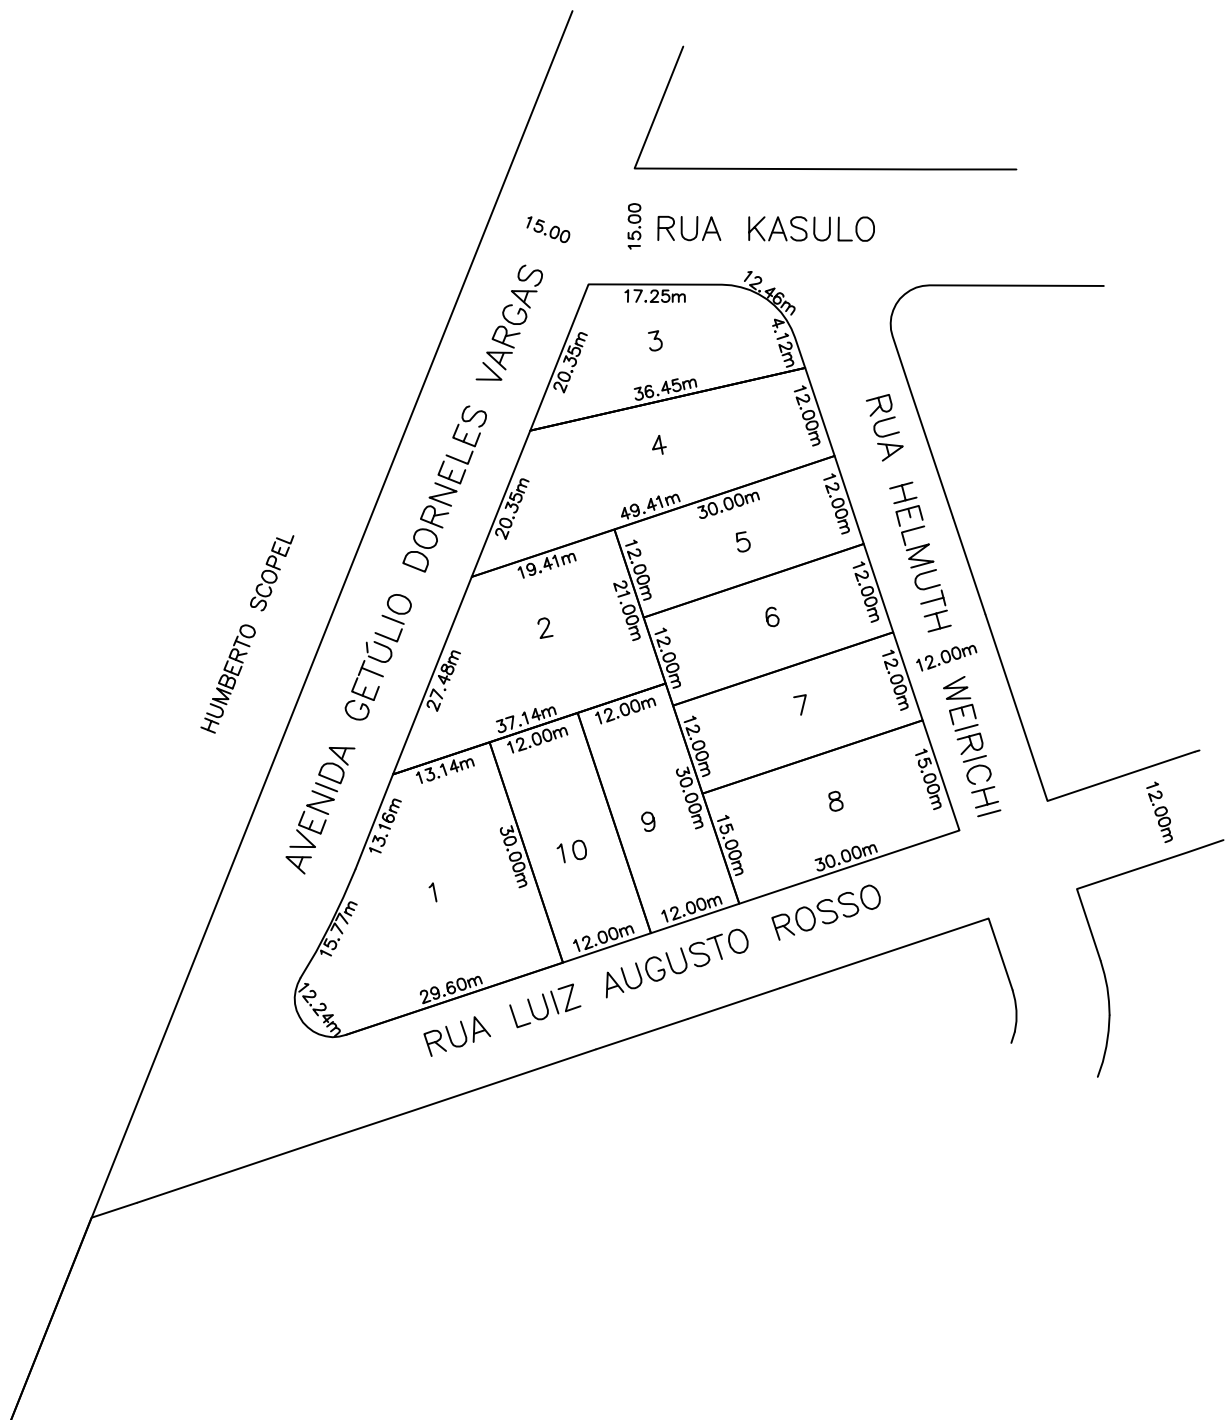 15.00
15.00
RUA KASULO
12.46m
17.25m
4.12m
3
20.35m
36.45m
12.00m
4
20.35m
49.41m
30.00m
12.00m
5
19.41m
12.00m
21.00m
12.00m
6
2
12.00m
27.48m
12.00m
12.00m
7
37.14m
12.00m
12.00m
12.00m
13.14m
13.16m
30.00m
30.00m
15.00m
8
9
10
15.00m
30.00m
1
15.77m
12.00m
12.00m
29.60m
12.24m
AVENIDA GETÚLIO DORNELES VARGAS
HUMBERTO SCOPEL
RUA HELMUTH WEIRICHI
12.00m
RUA LUIZ AUGUSTO ROSSO